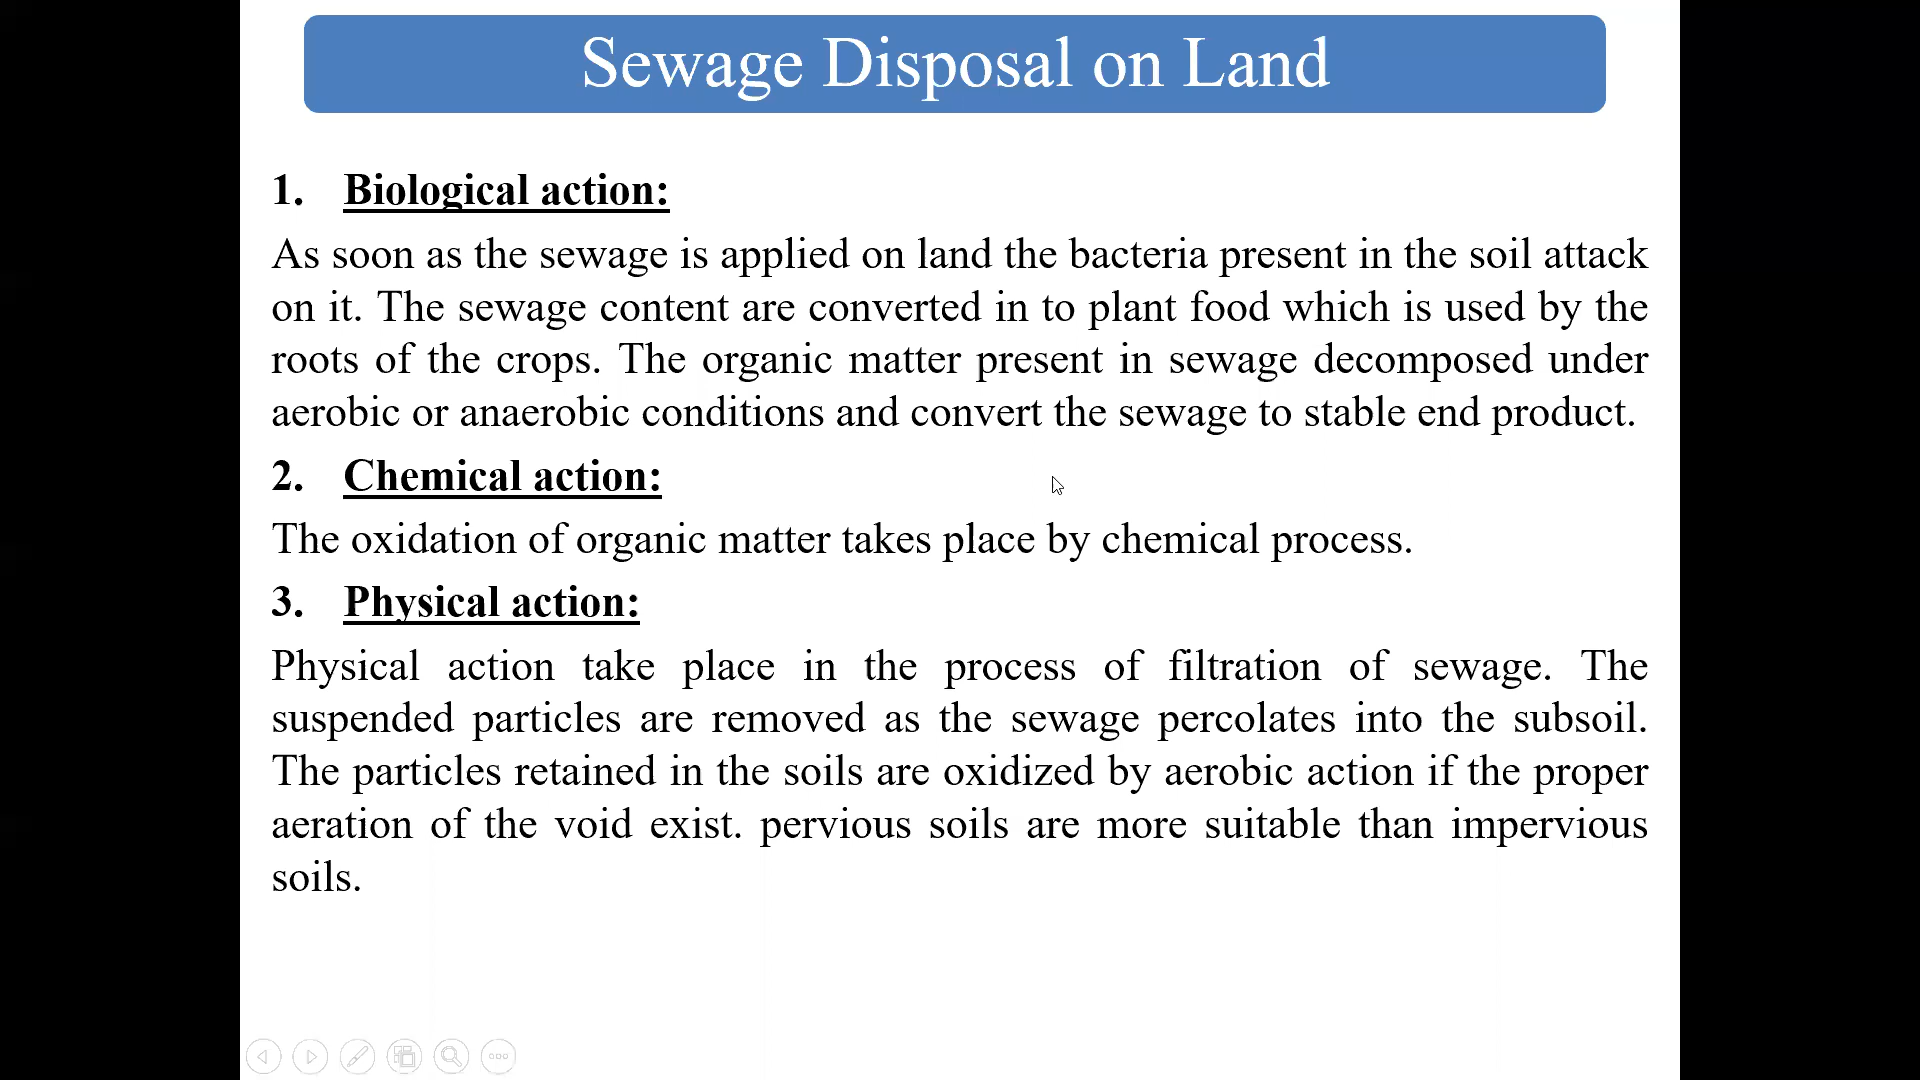 Sewage Disposal on Land
1. Biological action:
As soon as the sewage is applied on land the bacteria present in the soil attack
on it. The sewage content are converted in to plant food which is used by the
roots of the crops. The organic matter present in sewage decomposed under
aerobic or anaerobic conditions and convert the sewage to stable end product.
2. Chemical action:
The oxidation of organic matter takes place by chemical process.
3. Physical action:
Physical action take place in the process of filtration of sewage. The
suspended particles are removed as the sewage percolates into the subsoil.
The particles retained in the soils are oxidized by aerobic action if the proper
aeration of the void exist. pervious soils are more suitable than impervious
soils.